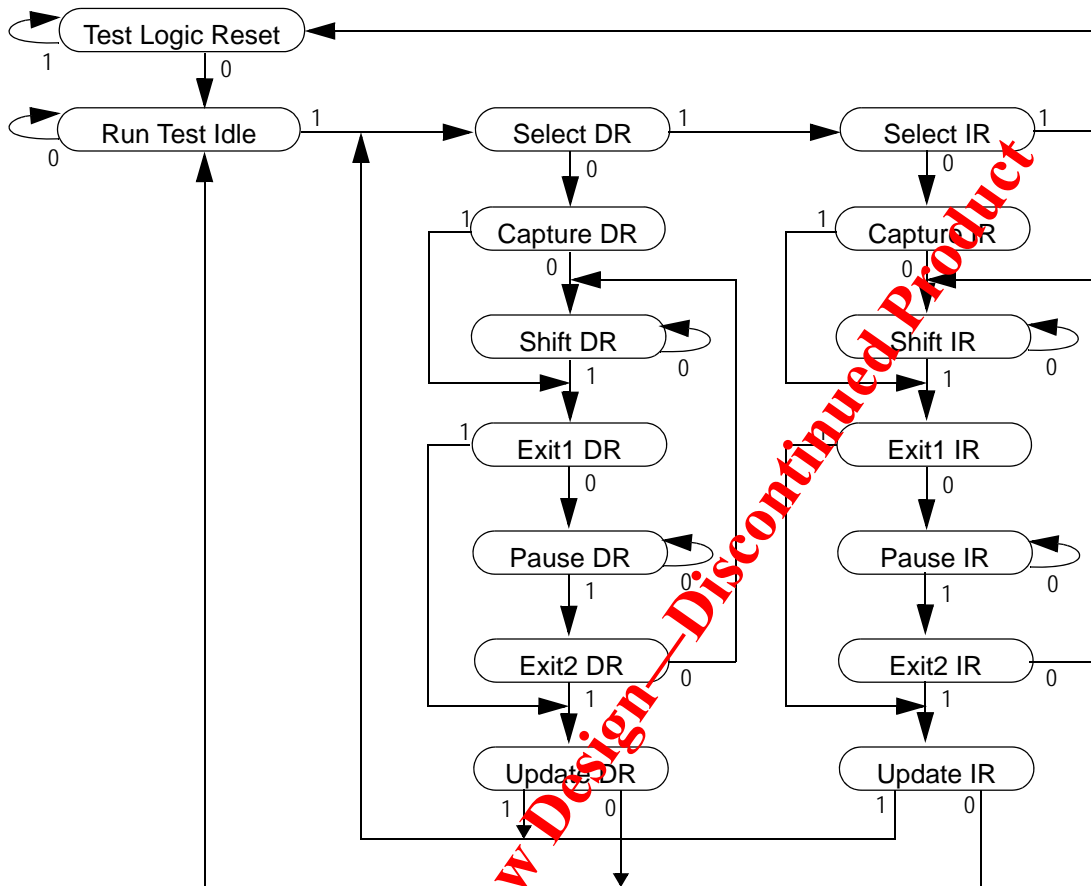 Test Logic Reset
1
0
Run Test Idle
0
1
Select DR
1
0
Select IR
1
0
Capture DR
1
0
Capture IR
1
0
Shift DR
0
1
Shift IR
0
1
Exit1 DR
1
0
Exit1 IR
1
0
Pause DR
0
1
Pause IR
0
1
Exit2 DR
0
1
Exit2 IR
0
1
Update DR
1
0
Update IR
1
0
w Design—Discontinued Product